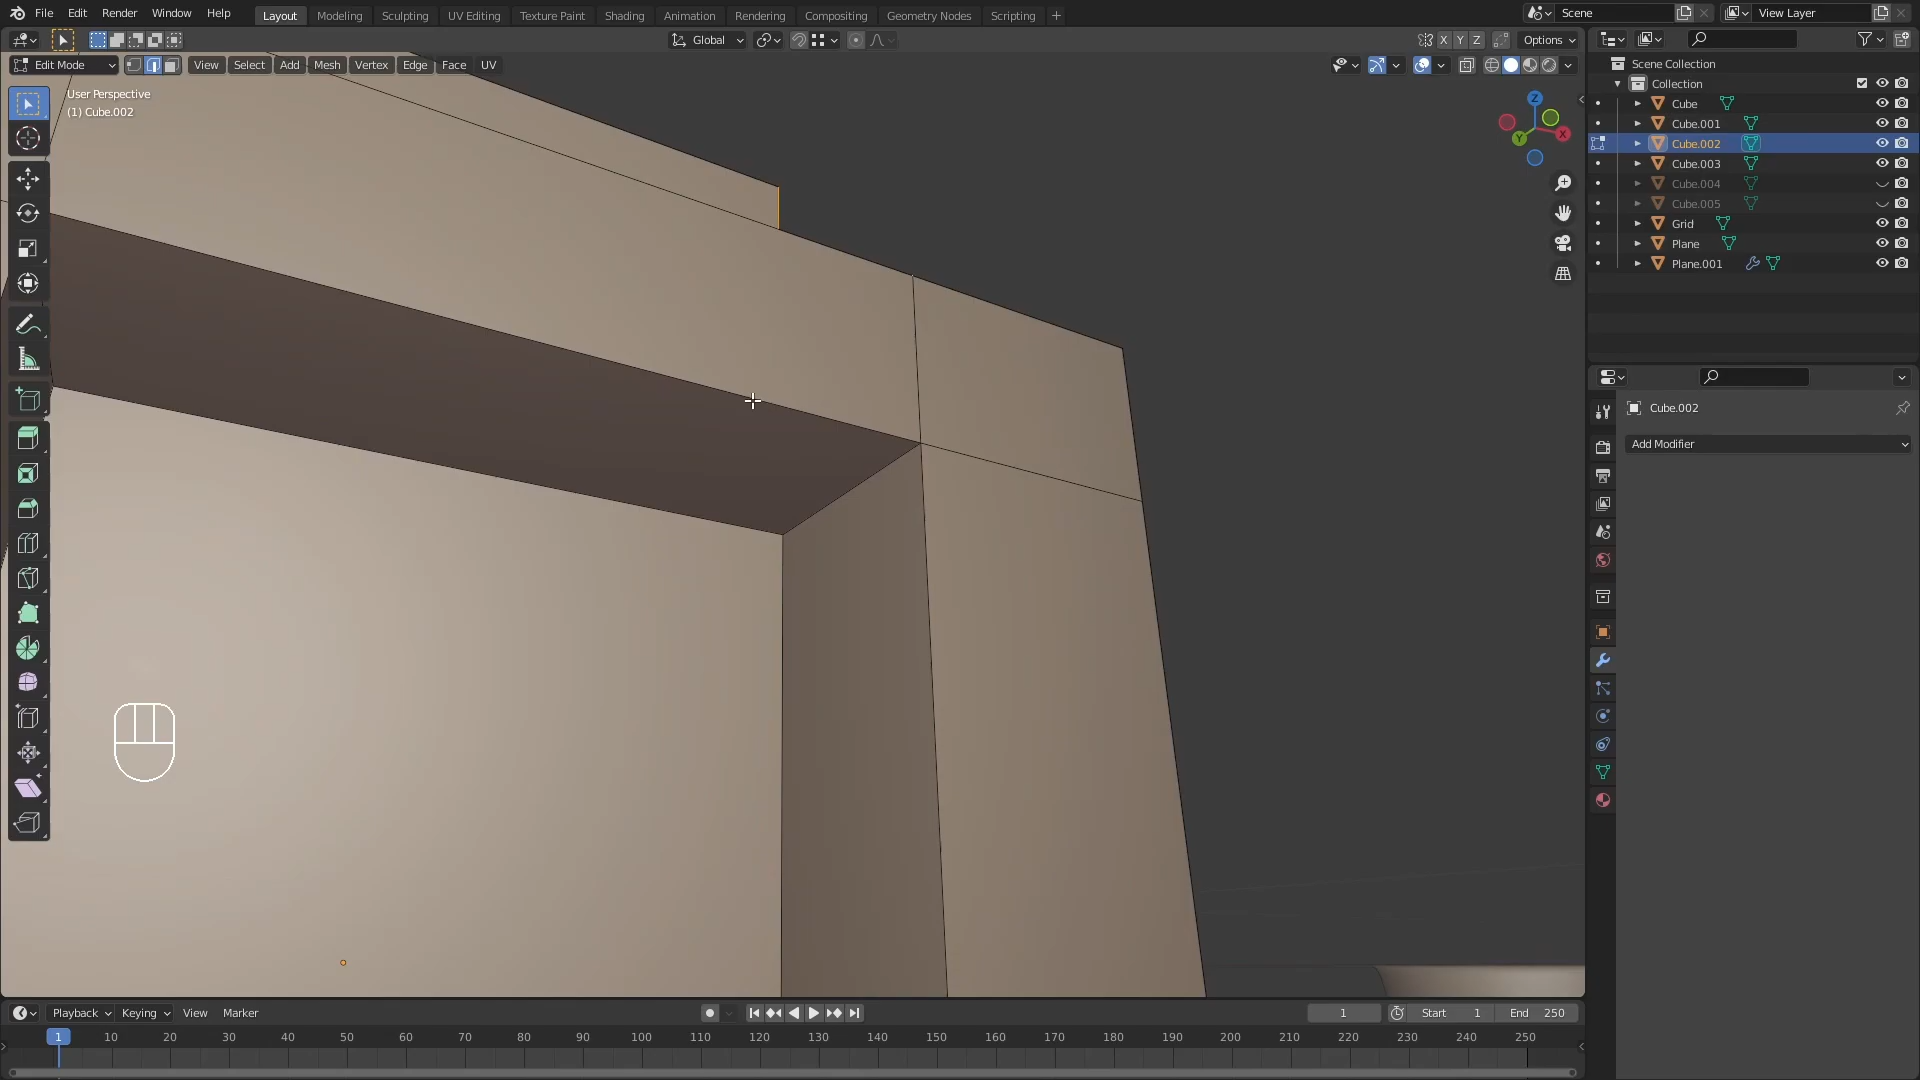 File Edit Render Window Help Layout Modeling Sculpting UV Editing Texture Paint Shading Animation Rendering Compositing Geometry Nodes Scripting Scene View Layer
Global X Y Z Options
Edit Mode View Select Add Mesh Vertex Edge Face UV
User Perspective
(1) Cube.002
Z
X
Y
Scene Collection
Collection
Cube
Cube.001
Cube.002
Cube.003
Cube.004
Cube.005
Grid
Plane
Plane.001
Cube.002
Add Modifier
Playback Keying View Marker 1 Start 1 End 250
1 10 20 30 40 50 60 70 80 90 100 110 120 130 140 150 160 170 180 190 200 210 220 230 240 250